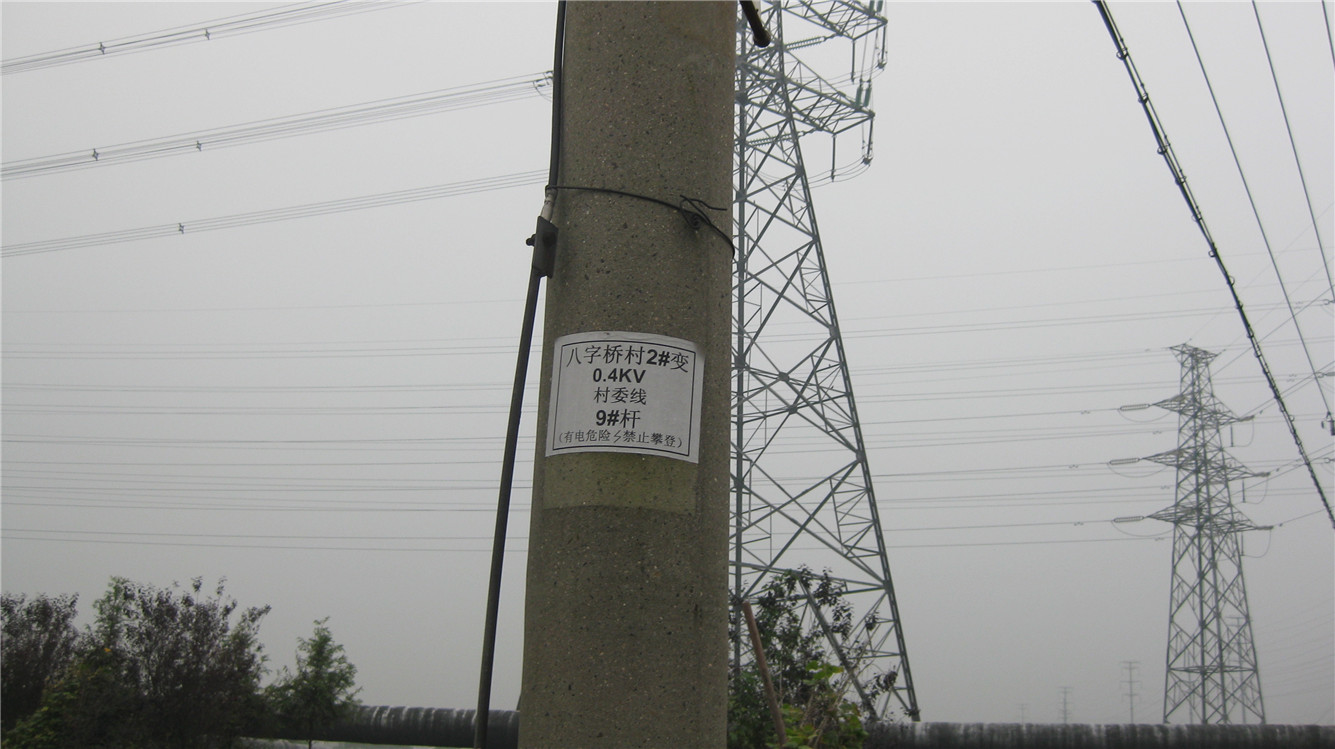 八字桥村2#变
0.4KV
村委线
9#杆
（有电危险⚡禁止攀登）